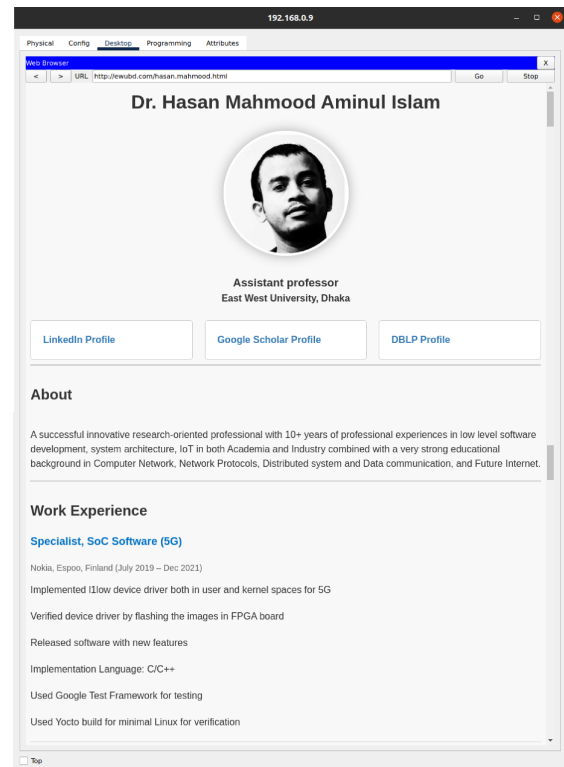 192.168.0.9
Physical Config Desktop Programming Attributes
Web Browser X
< > URL http://ewubd.com/hasan.mahmood.html Go Stop
Dr. Hasan Mahmood Aminul Islam
Assistant professor
East West University, Dhaka
LinkedIn Profile Google Scholar Profile DBLP Profile
About
A successful innovative research-oriented professional with 10+ years of professional experiences in low level software
development, system architecture, IoT in both Academia and Industry combined with a very strong educational
background in Computer Network, Network Protocols, Distributed system and Data communication, and Future Internet.
Work Experience
Specialist, SoC Software (5G)
Nokia, Espoo, Finland (July 2019 – Dec 2021)
Implemented l1low device driver both in user and kernel spaces for 5G
Verified device driver by flashing the images in FPGA board
Released software with new features
Implementation Language: C/C++
Used Google Test Framework for testing
Used Yocto build for minimal Linux for verification
Top